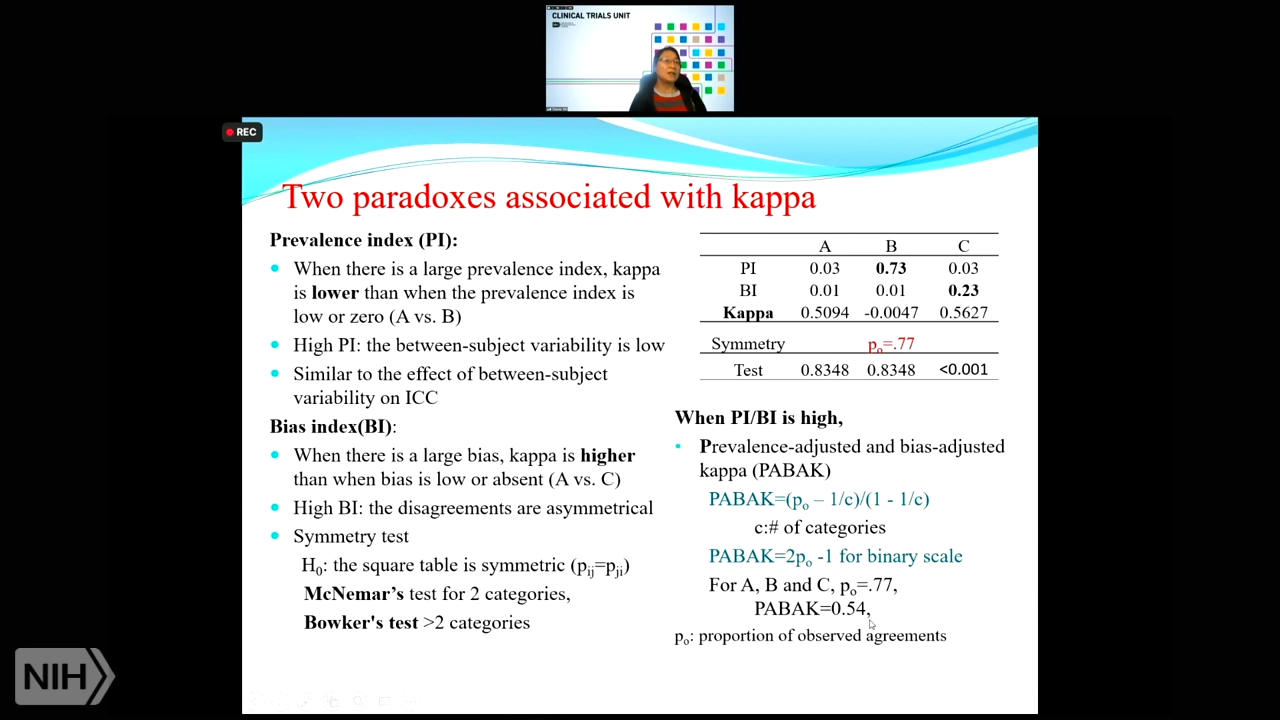 CLINICAL TRIALS UNIT
REC
Two paradoxes associated with kappa
Prevalence index (PI):
When there is a large prevalence index, kappa
is lower than when the prevalence index is
low or zero (A vs. B)
High PI: the between-subject variability is low
Similar to the effect of between-subject
variability on ICC
Bias index(BI):
When there is a large bias, kappa is higher
than when bias is low or absent (A vs. C)
High BI: the disagreements are asymmetrical
Symmetry test
H0: the square table is symmetric (pij=pji)
McNemar's test for 2 categories,
Bowker's test >2 categories
A B C
PI 0.03 0.73 0.03
BI 0.01 0.01 0.23
Kappa 0.5094 -0.0047 0.5627
Symmetry po=.77
Test 0.8348 0.8348 <0.001
When PI/BI is high,
Prevalence-adjusted and bias-adjusted
kappa (PABAK)
PABAK=(po – 1/c)/(1 - 1/c)
c:# of categories
PABAK=2po -1 for binary scale
For A, B and C, po=.77,
PABAK=0.54,
po: proportion of observed agreements
NIH